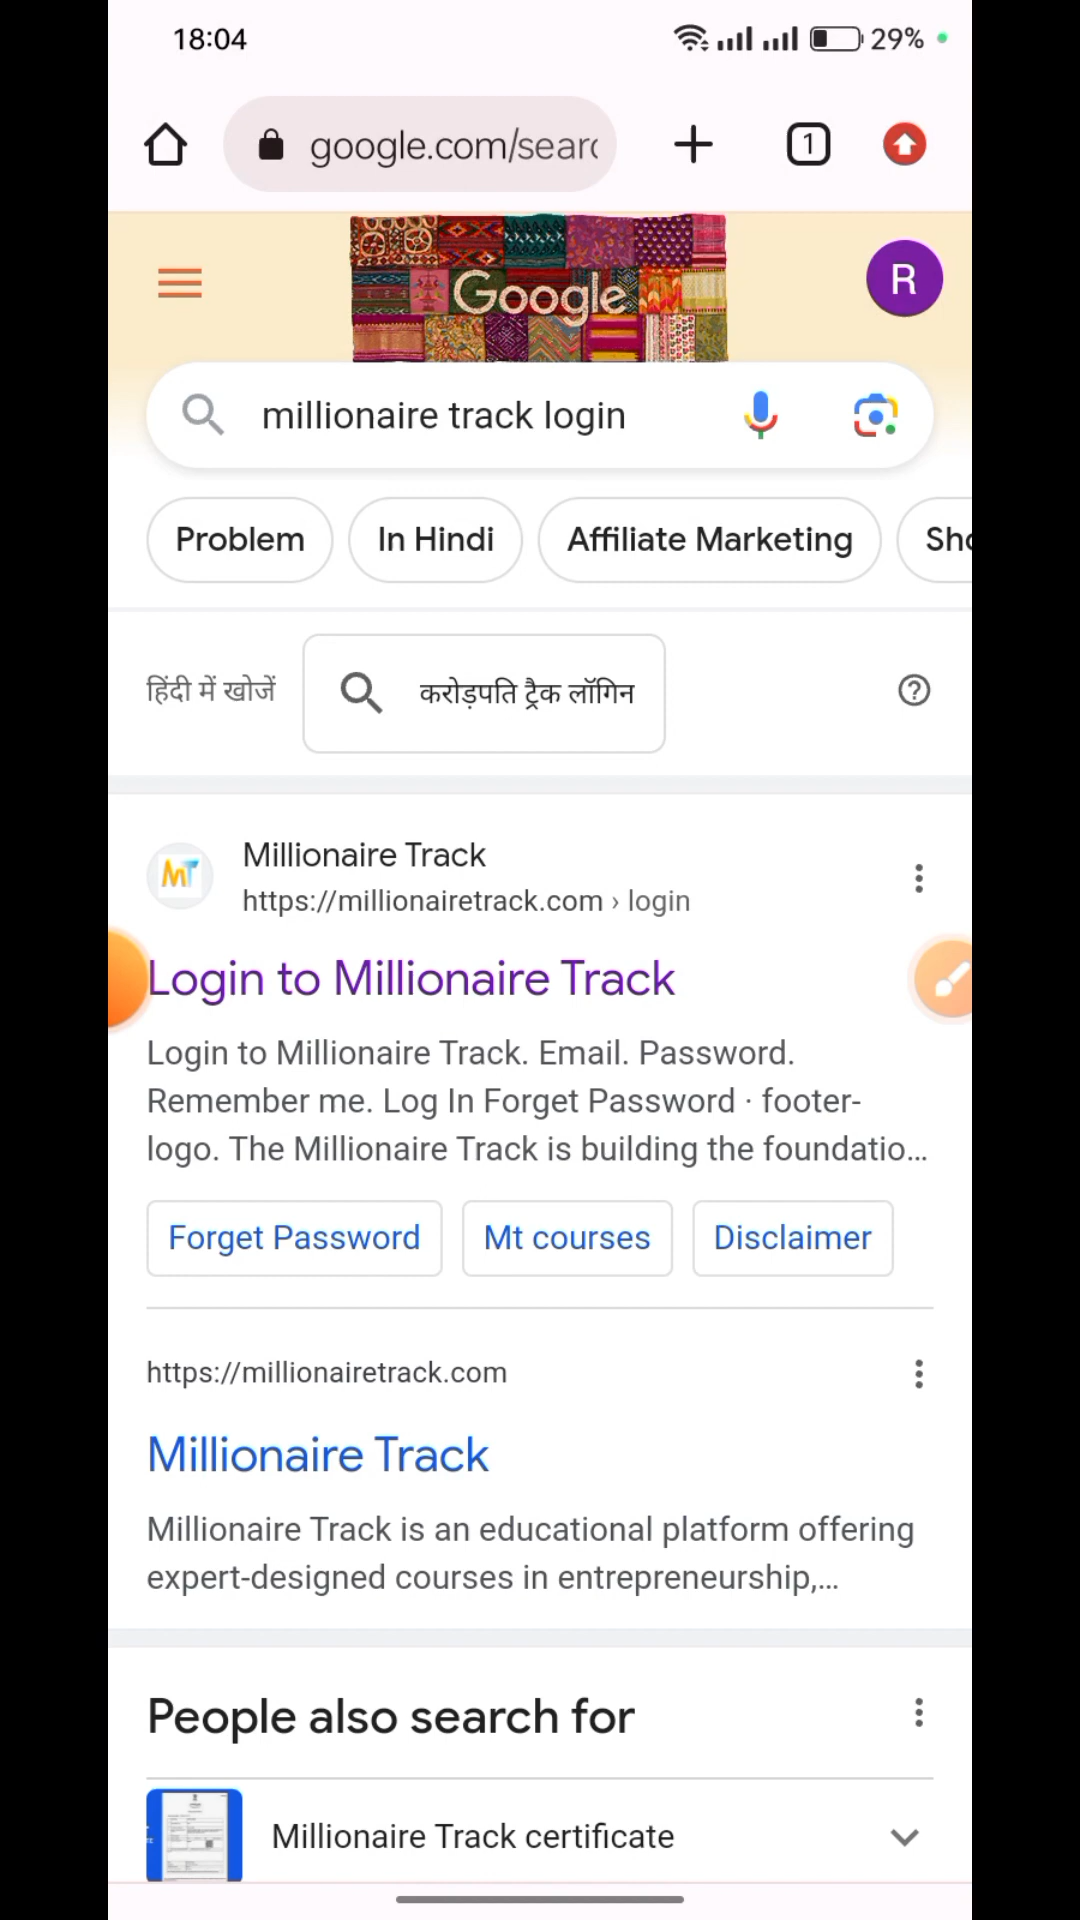 18:04
29%
google.com/sear
1
Google
R
millionaire track login
Problem
In Hindi
Affiliate Marketing
Sho
हिंदी में खोजें
करोड़पति ट्रैक लॉगिन
MT
Millionaire Track
https://millionairetrack.com › login
Login to Millionaire Track
Login to Millionaire Track. Email. Password.
Remember me. Log In Forget Password · footer-
logo. The Millionaire Track is building the foundatio...
Forget Password
Mt courses
Disclaimer
https://millionairetrack.com
Millionaire Track
Millionaire Track is an educational platform offering
expert-designed courses in entrepreneurship,...
People also search for
Millionaire Track certificate